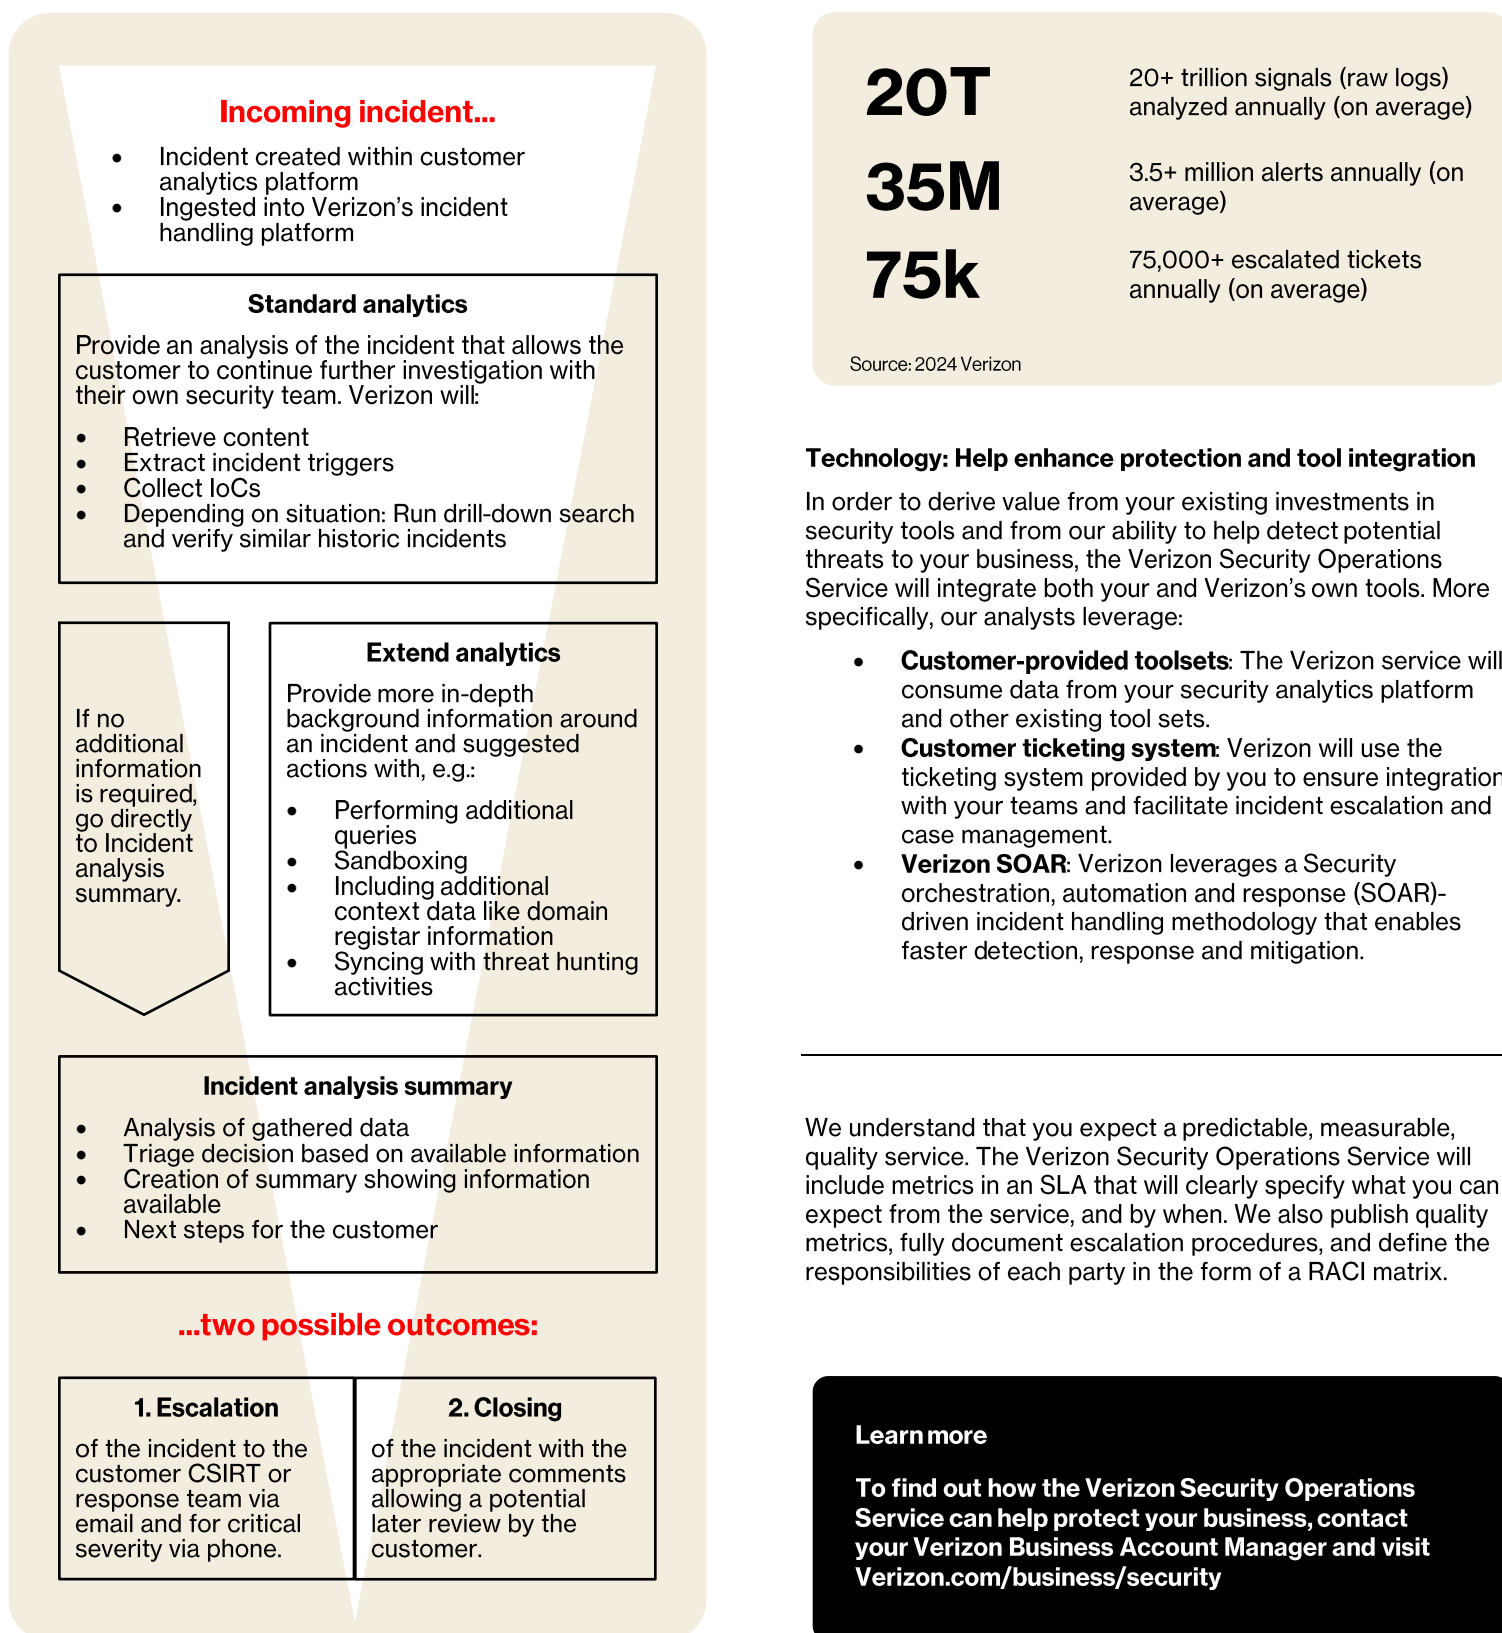 Incoming incident...
• Incident created within customer
analytics platform
• Ingested into Verizon's incident
handling platform
Standard analytics
Provide an analysis of the incident that allows the
customer to continue further investigation with
their own security team. Verizon will:
• Retrieve content
• Extract incident triggers
• Collect IoCs
• Depending on situation: Run drill-down search
and verify similar historic incidents
If no
additional
information
is required,
go directly
to Incident
analysis
summary.
Extend analytics
Provide more in-depth
background information around
an incident and suggested
actions with, e.g.:
• Performing additional
queries
• Sandboxing
• Including additional
context data like domain
registar information
• Syncing with threat hunting
activities
Incident analysis summary
• Analysis of gathered data
• Triage decision based on available information
• Creation of summary showing information
available
• Next steps for the customer
...two possible outcomes:
1. Escalation
of the incident to the
customer CSIRT or
response team via
email and for critical
severity via phone.
2. Closing
of the incident with the
appropriate comments
allowing a potential
later review by the
customer.
20T
20+ trillion signals (raw logs)
analyzed annually (on average)
35M
3.5+ million alerts annually (on
average)
75k
75,000+ escalated tickets
annually (on average)
Source: 2024 Verizon
Technology: Help enhance protection and tool integration
In order to derive value from your existing investments in
security tools and from our ability to help detect potential
threats to your business, the Verizon Security Operations
Service will integrate both your and Verizon's own tools. More
specifically, our analysts leverage:
• Customer-provided toolsets: The Verizon service will
consume data from your security analytics platform
and other existing tool sets.
• Customer ticketing system: Verizon will use the
ticketing system provided by you to ensure integration
with your teams and facilitate incident escalation and
case management.
• Verizon SOAR: Verizon leverages a Security
orchestration, automation and response (SOAR)-
driven incident handling methodology that enables
faster detection, response and mitigation.
We understand that you expect a predictable, measurable,
quality service. The Verizon Security Operations Service will
include metrics in an SLA that will clearly specify what you can
expect from the service, and by when. We also publish quality
metrics, fully document escalation procedures, and define the
responsibilities of each party in the form of a RACI matrix.
Learn more
To find out how the Verizon Security Operations
Service can help protect your business, contact
your Verizon Business Account Manager and visit
Verizon.com/business/security